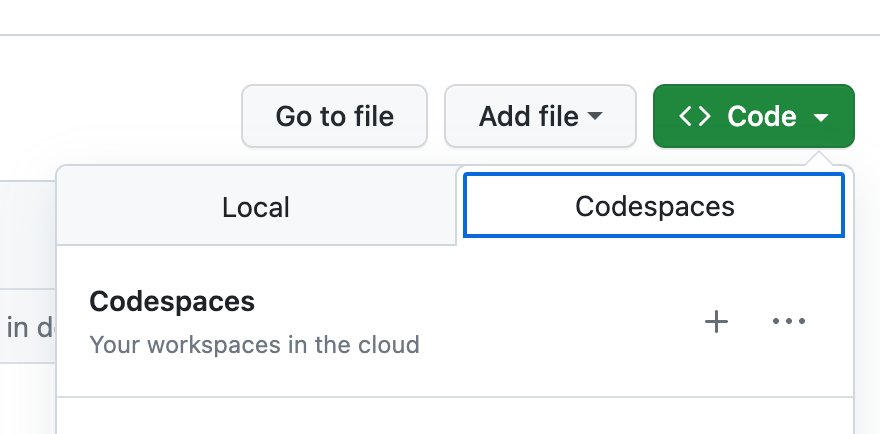 Go to file
Add file
<> Code
Local
Codespaces
Codespaces
Your workspaces in the cloud
in